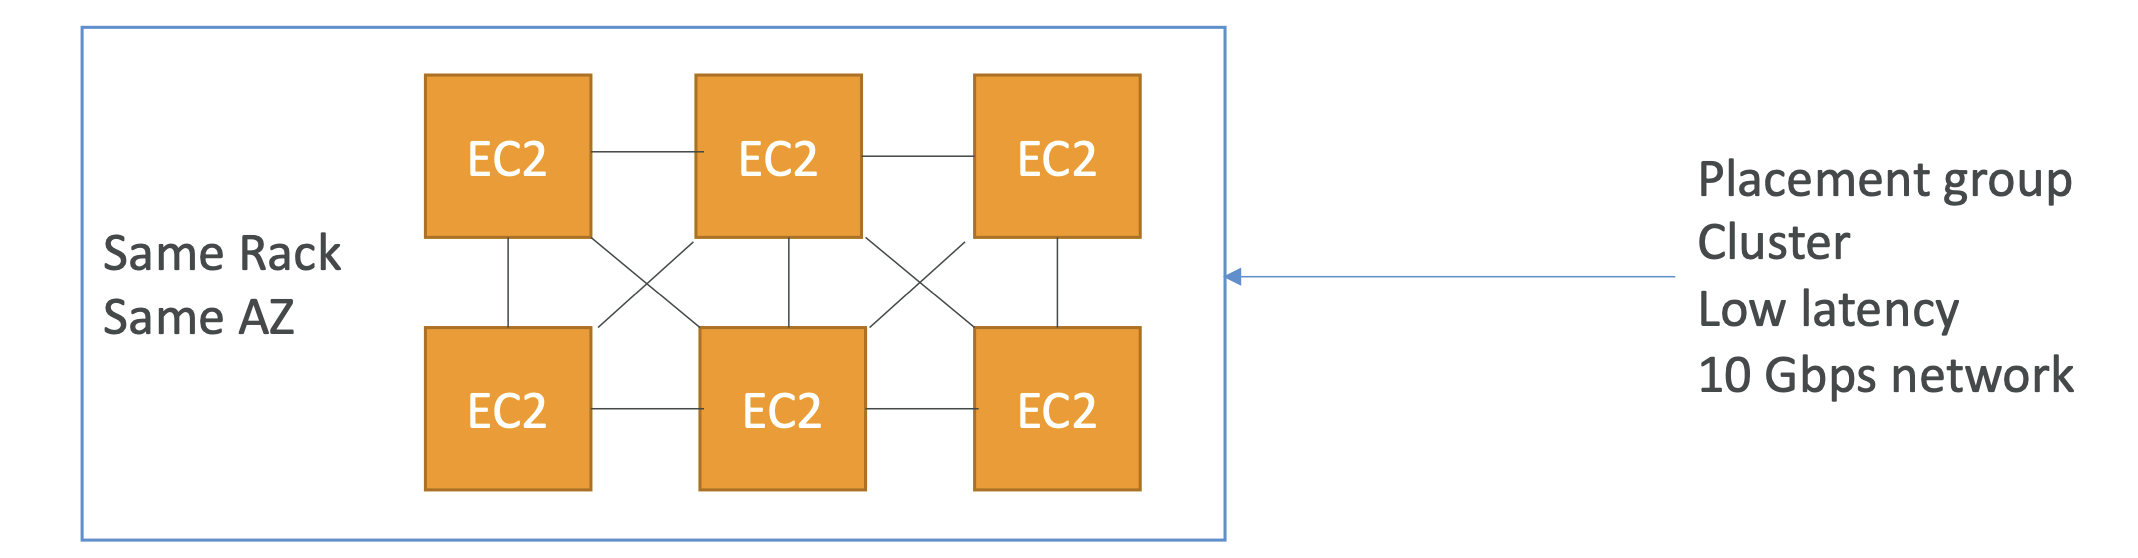 EC2 EC2 EC2
Same Rack
Same AZ
EC2 EC2 EC2
Placement group
Cluster
Low latency
10 Gbps network